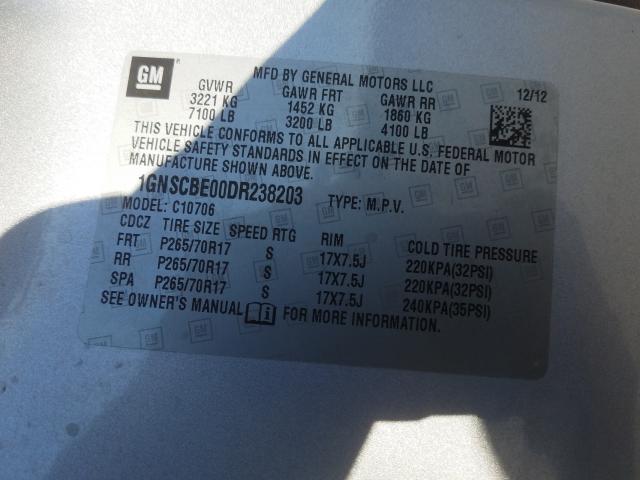 GM
MFD BY GENERAL MOTORS LLC
12/12
GVWR GAWR FRT GAWR RR
3221 KG 1452 KG 1860 KG
7100 LB 3200 LB 4100 LB
THIS VEHICLE CONFORMS TO ALL APPLICABLE U.S. FEDERAL MOTOR
VEHICLE SAFETY STANDARDS IN EFFECT ON THE DATE OF
MANUFACTURE SHOWN ABOVE.
1GNSCBE00DR238203 TYPE: M.P.V.
MODEL: C10706
CDCZ TIRE SIZE SPEED RTG RIM COLD TIRE PRESSURE
FRT P265/70R17 S 17X7.5J 220KPA(32PSI)
RR P265/70R17 S 17X7.5J 220KPA(32PSI)
SPA P265/70R17 S 17X7.5J 240KPA(35PSI)
SEE OWNER'S MANUAL i FOR MORE INFORMATION.